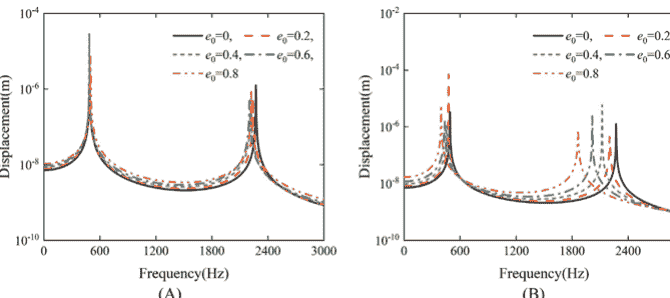 10-4
e0=0, e0=0.2,
e0=0.4, e0=0.6,
e0=0.8
10-6
10-8
10-10
Displacement(m)
0 600 1200 1800 2400 3000
Frequency(Hz)
(A)
10-2
e0=0, e0=0.2
e0=0.4, e0=0.6
e0=0.8
10-4
10-6
10-8
10-10
Displacement(m)
0 600 1200 1800 2400
Frequency(Hz)
(B)